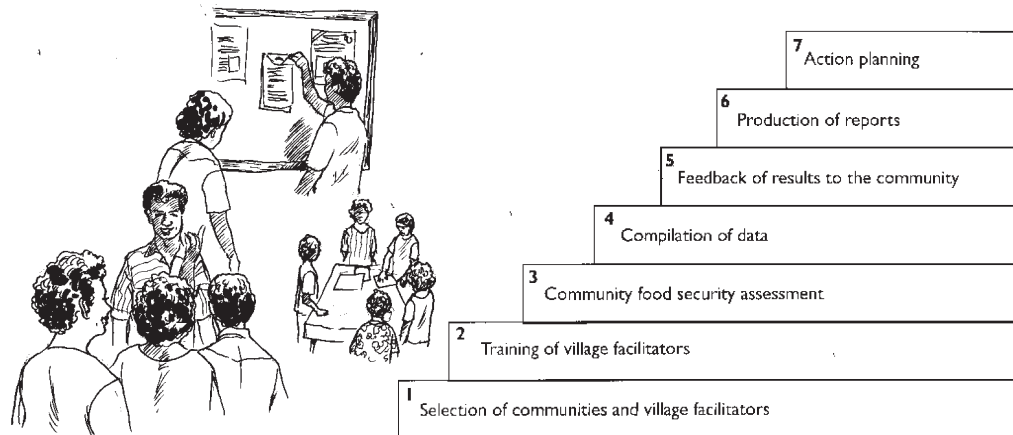 7
Action planning
6
Production of reports
5
Feedback of results to the community
4
Compilation of data
3
Community food security assessment
2
Training of village facilitators
1
Selection of communities and village facilitators